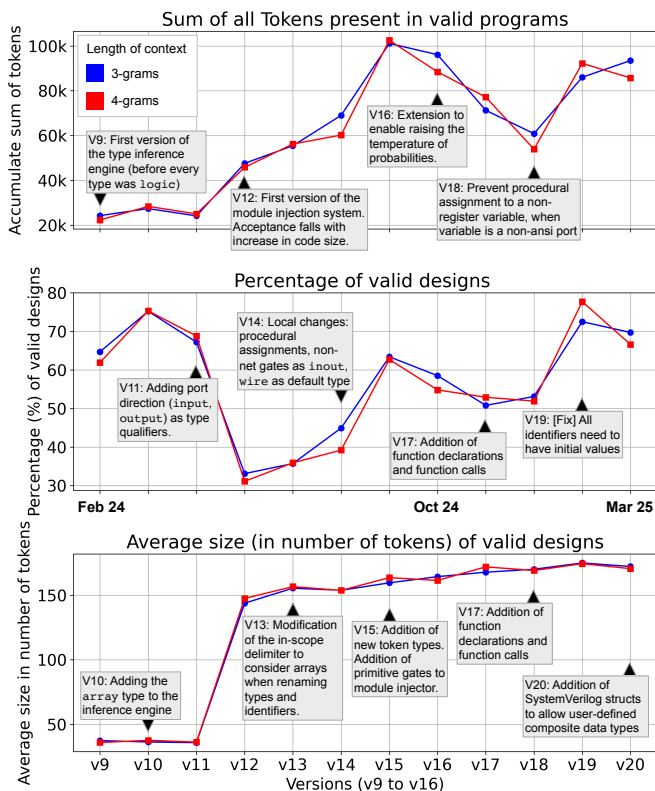 Sum of all Tokens present in valid programs
Accumulate sum of tokens
100k
80k
60k
40k
20k
Length of context
3-grams
4-grams
V9: First version of
the type inference
engine (before every
type was logic)
V12: First version of the
module injection system.
Acceptance falls with
increase in code size.
V16: Extension to
enable raising the
temperature of
probabilities.
V18: Prevent procedural
assignment to a non-
register variable, when
variable is a non-ansi port
Percentage of valid designs
Percentage (%) of valid designs
80
70
60
50
40
30
V11: Adding port
direction (input,
output) as type
qualifiers.
V14: Local changes:
procedural
assignments, non-
net gates as inout,
wire as default type
V17: Addition of
function declarations
and function calls
V19: [Fix] All
identifiers need to
have initial values
Feb 24
Oct 24
Mar 25
Average size (in number of tokens) of valid designs
Average size in number of tokens
150
100
50
V10: Adding the
array type to the
inference engine
V13: Modification
of the in-scope
delimiter to
consider arrays
when renaming
types and
identifiers.
V15: Addition of
new token types.
Addition of
primitive gates to
module injector.
V17: Addition of
function
declarations and
function calls
V20: Addition of
SystemVerilog structs
to allow user-defined
composite data types
v9
v10
v11
v12
v13
v14
v15
v16
v17
v18
v19
v20
Versions (v9 to v16)